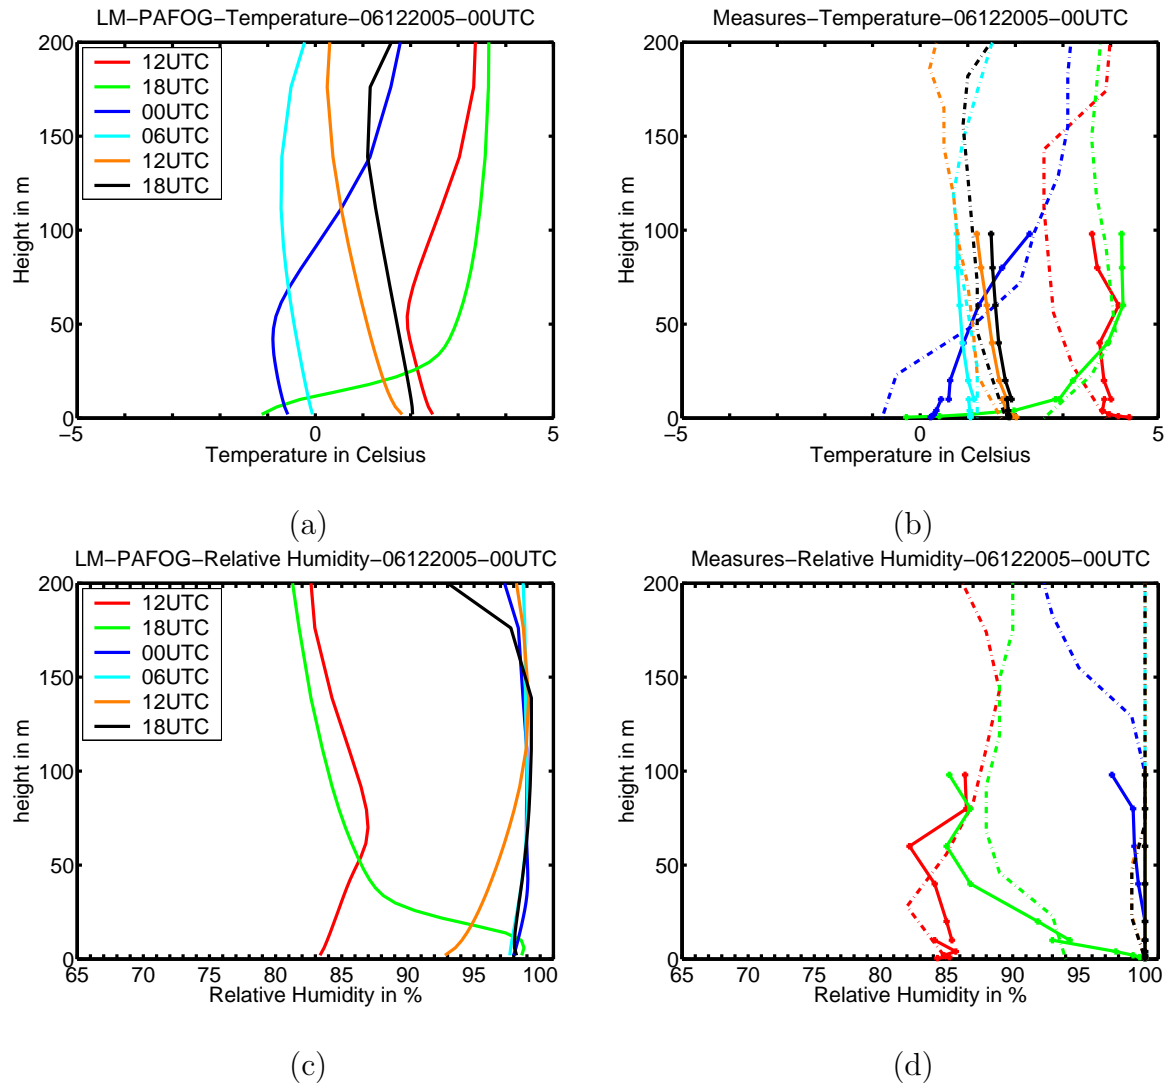 LM−PAFOG−Temperature−06122005−00UTC
200
150
100
50
0
Height in m
12UTC
18UTC
00UTC
06UTC
12UTC
18UTC
−5 0 5
Temperature in Celsius
(a)
Measures−Temperature−06122005−00UTC
200
150
100
50
0
Height in m
−5 0 5
Temperature in Celsius
(b)
LM−PAFOG−Relative Humidity−06122005−00UTC
200
150
100
50
0
height in m
12UTC
18UTC
00UTC
06UTC
12UTC
18UTC
65 70 75 80 85 90 95 100
Relative Humidity in %
(c)
Measures−Relative Humidity−06122005−00UTC
200
150
100
50
0
height in m
65 70 75 80 85 90 95 100
Relative Humidity in %
(d)